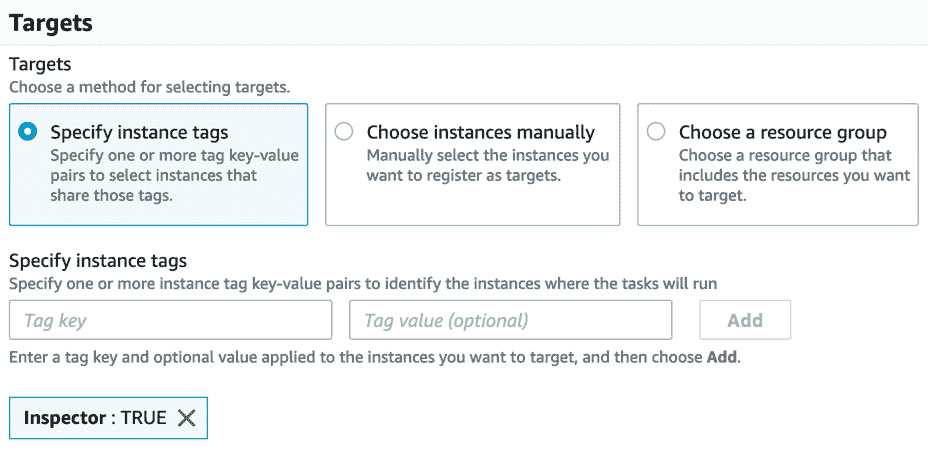 Targets
Targets
Choose a method for selecting targets.
Specify instance tags
Specify one or more tag key-value
pairs to select instances that
share those tags.
Choose instances manually
Manually select the instances you
want to register as targets.
Choose a resource group
Choose a resource group that
includes the resources you want
to target.
Specify instance tags
Specify one or more instance tag key-value pairs to identify the instances where the tasks will run
Tag key
Tag value (optional)
Add
Enter a tag key and optional value applied to the instances you want to target, and then choose Add.
Inspector : TRUE